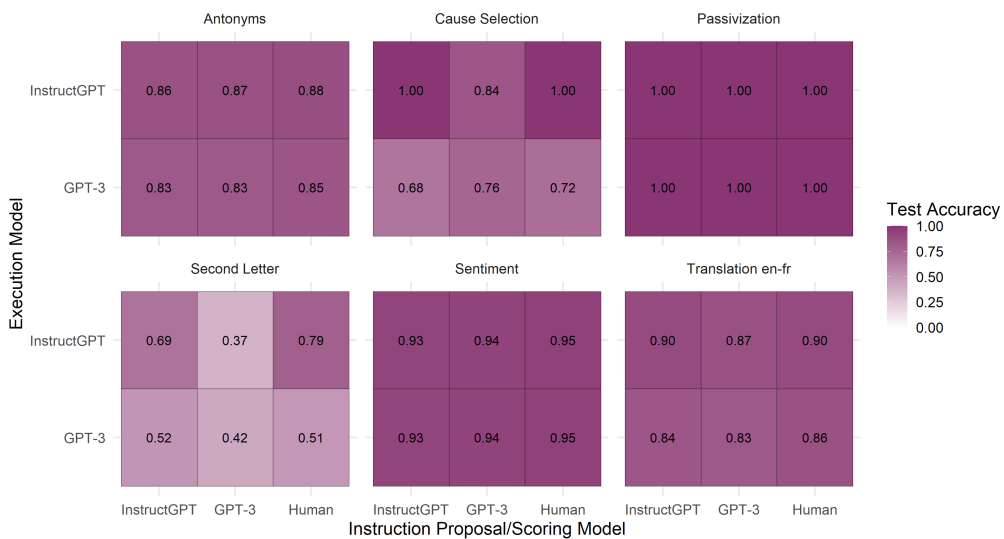 Antonyms Cause Selection Passivization
InstructGPT 0.86 0.87 0.88 1.00 0.84 1.00 1.00 1.00 1.00
GPT-3 0.83 0.83 0.85 0.68 0.76 0.72 1.00 1.00 1.00
Second Letter Sentiment Translation en-fr
InstructGPT 0.69 0.37 0.79 0.93 0.94 0.95 0.90 0.87 0.90
GPT-3 0.52 0.42 0.51 0.93 0.94 0.95 0.84 0.83 0.86
InstructGPT GPT-3 Human InstructGPT GPT-3 Human InstructGPT GPT-3 Human
Instruction Proposal/Scoring Model
Execution Model
Test Accuracy
1.00
0.75
0.50
0.25
0.00